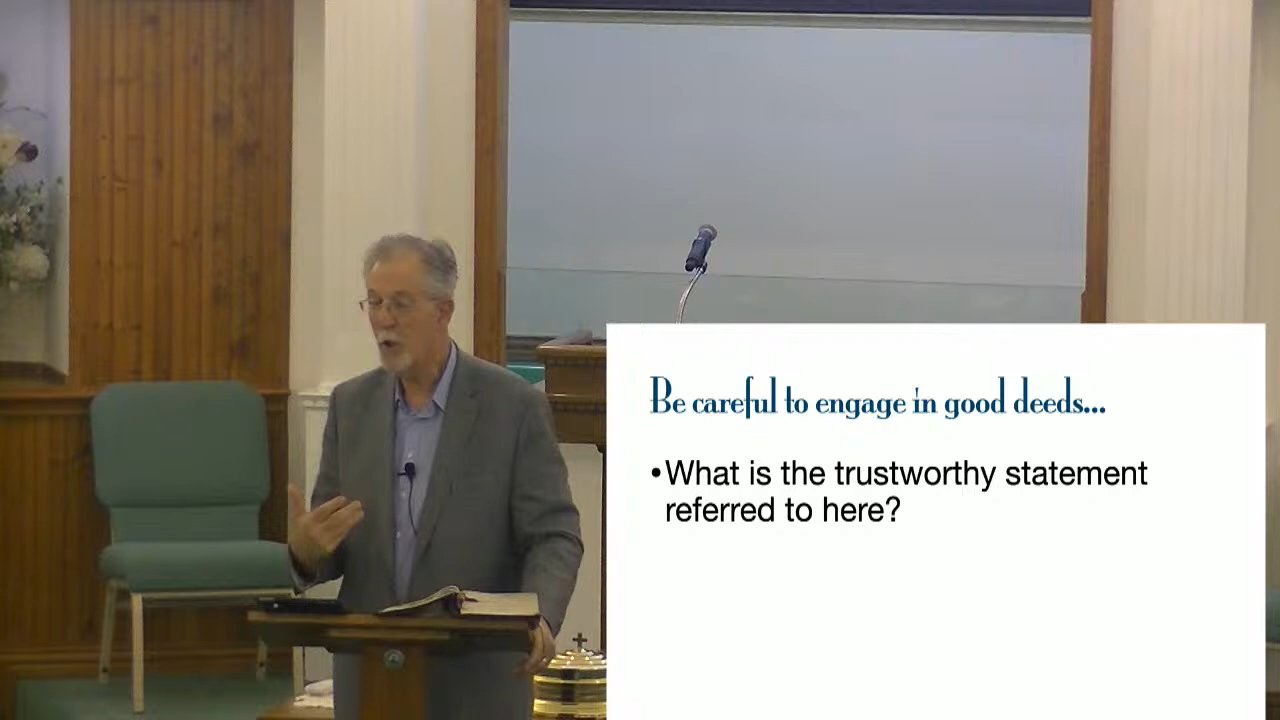 Be careful to engage in good deeds...
•What is the trustworthy statement
referred to here?